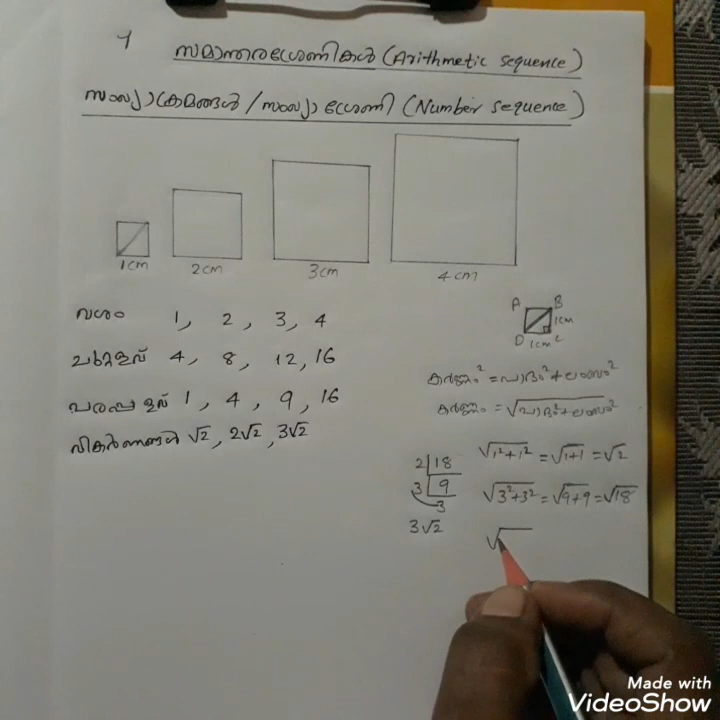 സമാന്തരശ്രേണികൾ (Arithmetic sequence)
സംഖ്യാക്രമങ്ങൾ / സംഖ്യാ ശ്രേണി (Number sequence)
1cm 2cm 3cm 4cm
A B
1cm
D 1cm C
വശം 1, 2, 3, 4
ചുറ്റളവ് 4, 8, 12, 16
പരപ്പളവ് 1, 4, 9, 16
വികർണങ്ങൾ √2, 2√2, 3√2
കർണം² = പാദം² + ലംബം²
കർണം = √പാദം² + ലംബം²
√1²+1² = √1+1 = √2
2 | 18
3 | 9
3
3√2
√3²+3² = √9+9 = √18
√
Made with
VideoShow